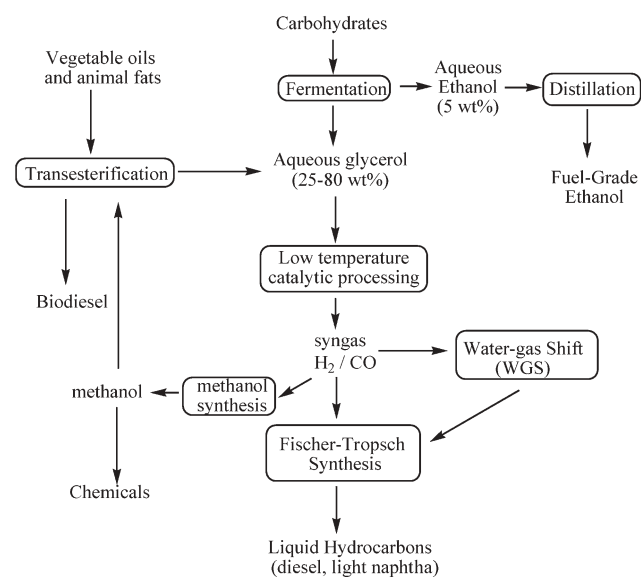 Carbohydrates
Vegetable oils
and animal fats
Fermentation
Aqueous
Ethanol
(5 wt%)
Distillation
Transesterification
Aqueous glycerol
(25-80 wt%)
Fuel-Grade
Ethanol
Low temperature
catalytic processing
Biodiesel
syngas
H2 / CO
Water-gas Shift
(WGS)
methanol
methanol
synthesis
Fischer-Tropsch
Synthesis
Chemicals
Liquid Hydrocarbons
(diesel, light naphtha)